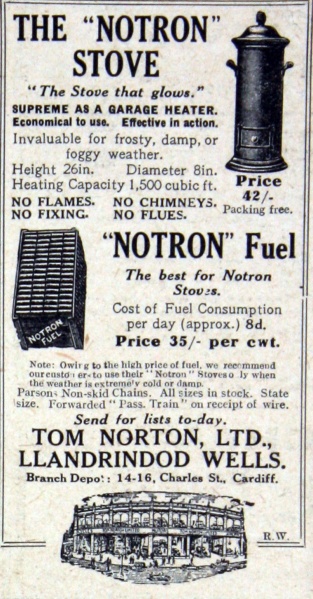 THE "NOTRON"
STOVE
"The Stove that glows."
SUPREME AS A GARAGE HEATER.
Economical to use. Effective in action.
Invaluable for frosty, damp, or
foggy weather.
Height 26in. Diameter 8in.
Heating Capacity 1,500 cubic ft.
NO FLAMES. NO CHIMNEYS.
NO FIXING. NO FLUES.
Price
42/-
Packing free.
"NOTRON" Fuel
The best for Notron
Stoves.
Cost of Fuel Consumption
per day (approx.) 8d.
Price 35/- per cwt.
NOTRON
FUEL
Note: Owing to the high price of fuel, we recommend
our customers to use their "Notron" Stoves only when
the weather is extremely cold or damp.
Parsons Non-skid Chains. All sizes in stock. State
size. Forwarded "Pass. Train" on receipt of wire.
Send for lists to-day.
TOM NORTON, LTD.,
LLANDRINDOD WELLS.
Branch Depot: 14-16, Charles St., Cardiff.
R.W.